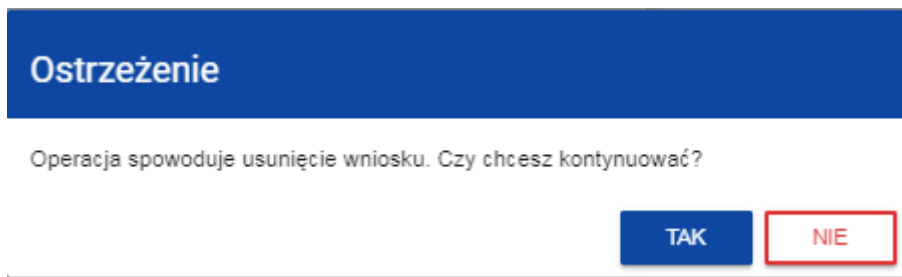 Ostrzeżenie
Operacja spowoduje usunięcie wniosku. Czy chcesz kontynuować?
TAK NIE